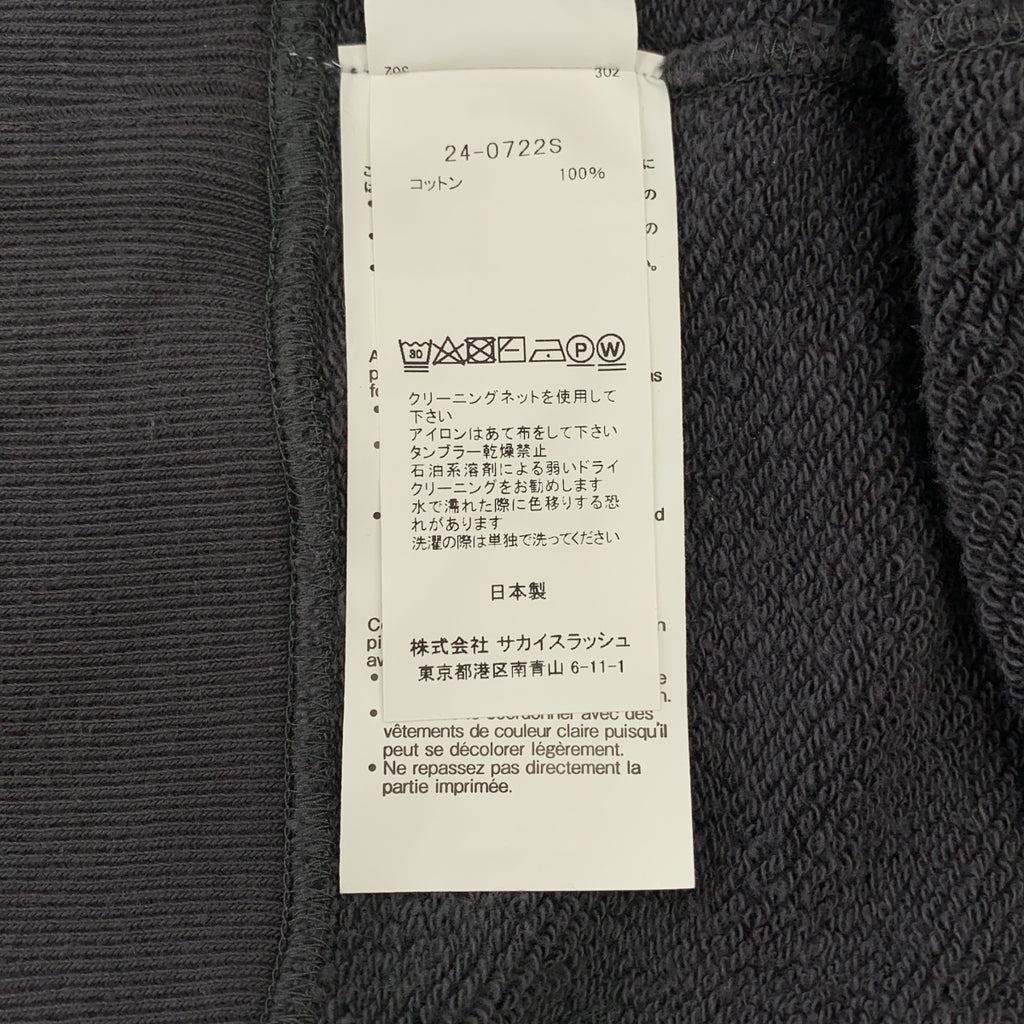 24-0722S
コットン 100%
30
P W
クリーニングネットを使用して
下さい
アイロンはあて布をして下さい
タンブラー乾燥禁止
石油系溶剤による弱いドライ
クリーニングをお勧めします
水で濡れた際に色移りする恐
れがあります
洗濯の際は単独で洗ってください
日本製
株式会社 サカイスラッシュ
東京都港区南青山 6-11-1
avec des
vêtements de couleur claire puisqu'il
peut se décolorer légèrement.
• Ne repassez pas directement la
partie imprimée.